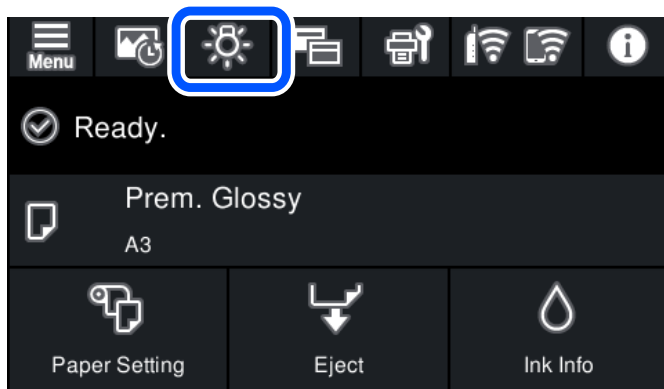 Menu
Ready.
Prem. Glossy
A3
Paper Setting
Eject
Ink Info